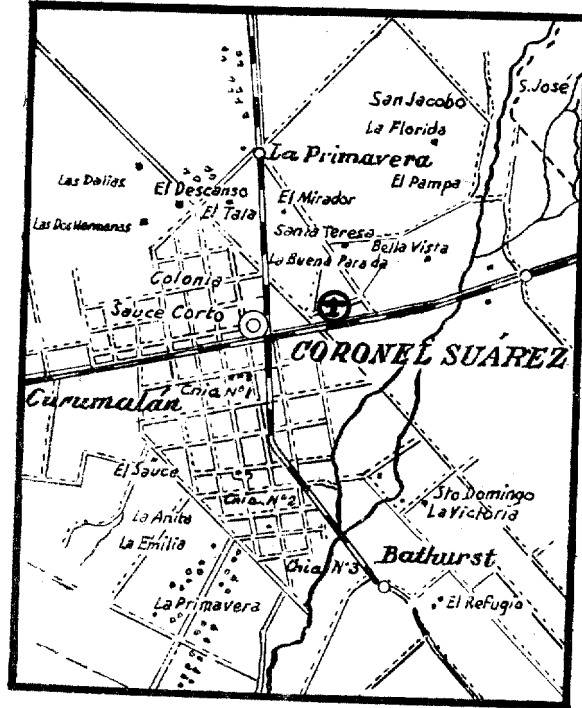 San Jacobo
S. José
La Florida
La Primavera
El Pampa
Las Dalias
El Descanso
El Tala
El Mirador
Las Dos Hermanas
Santa Teresa
Bella Vista
La Buena Parada
Colonia
Sauce Corto
CORONEL SUÁREZ
Curumalán
Cnia Nº1
El Sauce
Cnia Nº2
Sto Domingo
La Victoria
La Anita
La Emilia
Bathurst
Cnia Nº3
La Primavera
El Refugio